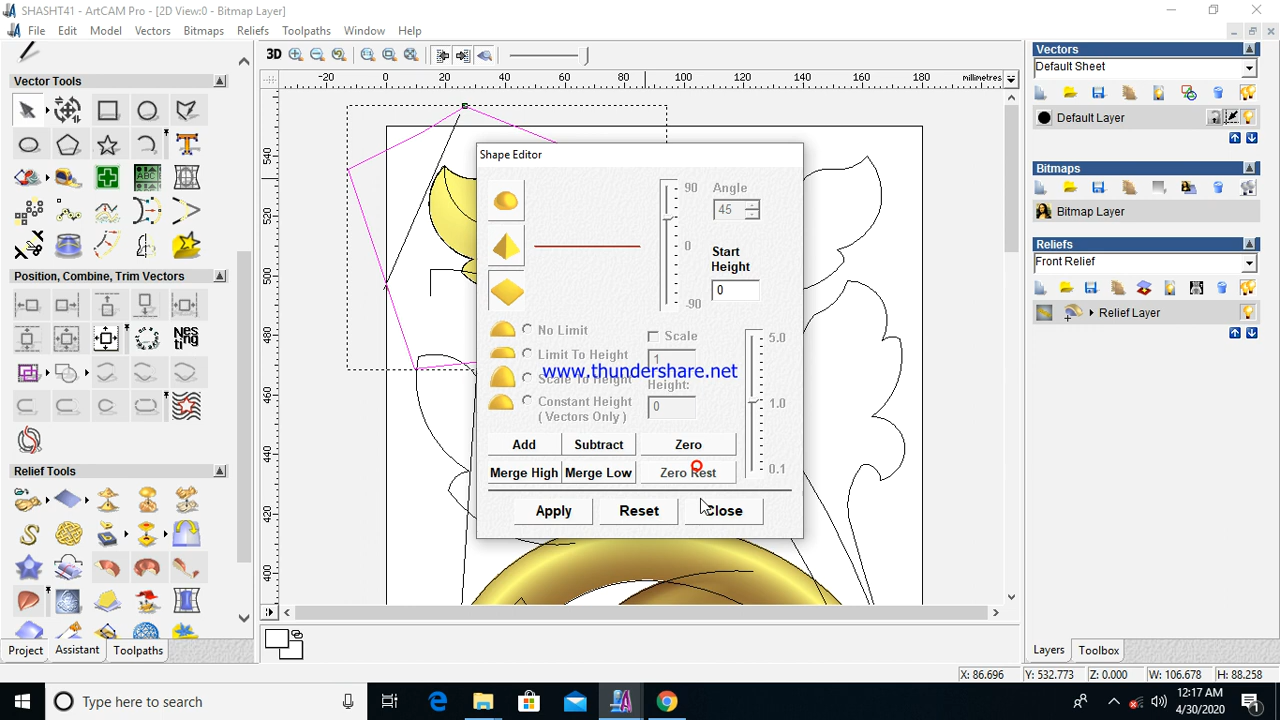 SHASHT41 - ArtCAM Pro - [2D View:0 - Bitmap Layer]
File Edit Model Vectors Bitmaps Reliefs Toolpaths Window Help
3D
Vector Tools
ABC
Position, Combine, Trim Vectors
Nes
ting
Relief Tools
Project
Assistant
Toolpaths
-20 0 20 40 60 80 100 120 140 160 180 millimetres
540
520
500
480
460
440
420
400
Shape Editor
90
0
-90
Angle
45
Start
Height
0
No Limit
Limit To Height
Scale To Height
Constant Height
( Vectors Only )
Scale
1
Height:
0
5.0
1.0
0.1
www.thundershare.net
Add Subtract Zero
Merge High Merge Low Zero Rest
Apply Reset Close
Vectors
Default Sheet
Default Layer
Bitmaps
Bitmap Layer
Reliefs
Front Relief
Relief Layer
Layers Toolbox
X: 86.696 Y: 532.773 Z: 0.000 W: 106.678 H: 88.258
Type here to search
12:17 AM
4/30/2020